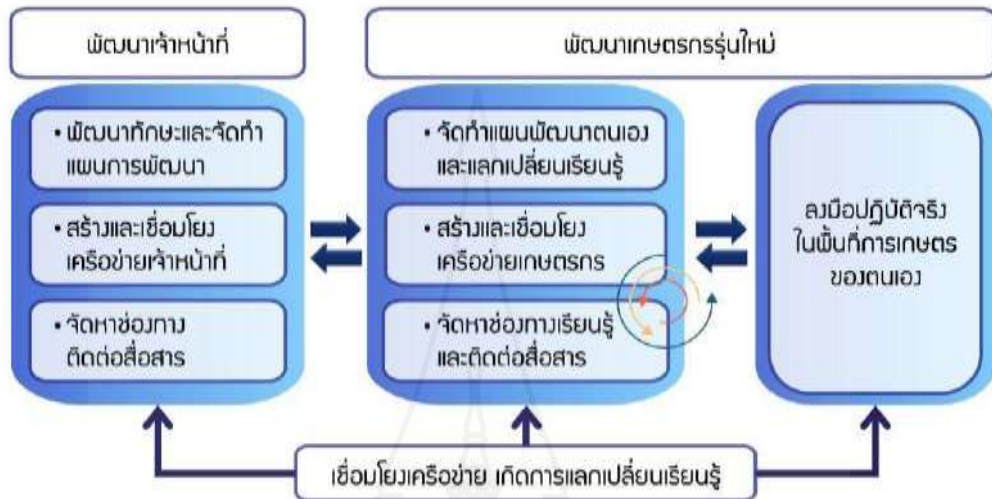 พัฒนาเจ้าหน้าที่
พัฒนาเกษตรกรรุ่นใหม่
• พัฒนาทักษะและจัดทำ
แผนการพัฒนา
• สร้างและเชื่อมโยง
เครือข่ายเจ้าหน้าที่
• จัดหาช่องทาง
ติดต่อสื่อสาร
• จัดทำแผนพัฒนาตนเอง
และแลกเปลี่ยนเรียนรู้
• สร้างและเชื่อมโยง
เครือข่ายเกษตรกร
• จัดหาช่องทางเรียนรู้
และติดต่อสื่อสาร
ลงมือปฏิบัติจริง
ในพื้นที่การเกษตร
ของตนเอง
เชื่อมโยงเครือข่าย เกิดการแลกเปลี่ยนเรียนรู้